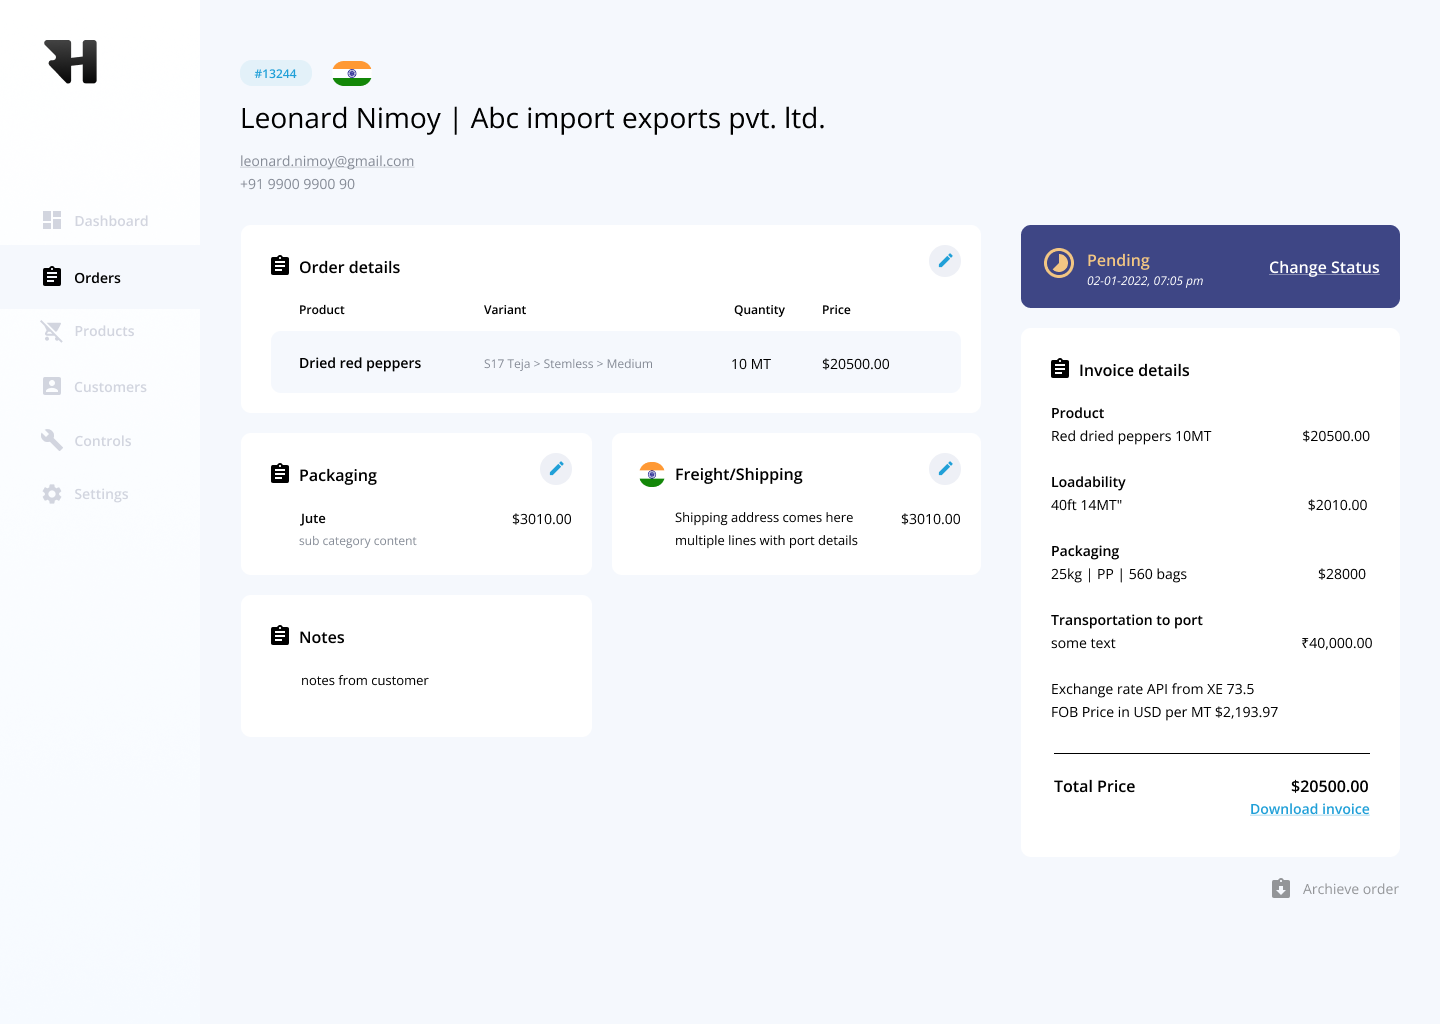 H
#13244
Leonard Nimoy | Abc import exports pvt. ltd.
leonard.nimoy@gmail.com
+91 9900 9900 90
Dashboard
Orders
Products
Customers
Controls
Settings
Order details
Product Variant Quantity Price
Dried red peppers S17 Teja > Stemless > Medium 10 MT $20500.00
Packaging
Jute $3010.00
sub category content
Freight/Shipping
Shipping address comes here $3010.00
multiple lines with port details
Notes
notes from customer
Pending
02-01-2022, 07:05 pm
Change Status
Invoice details
Product
Red dried peppers 10MT $20500.00
Loadability
40ft 14MT" $2010.00
Packaging
25kg | PP | 560 bags $28000
Transportation to port
some text ₹40,000.00
Exchange rate API from XE 73.5
FOB Price in USD per MT $2,193.97
Total Price $20500.00
Download invoice
Archieve order